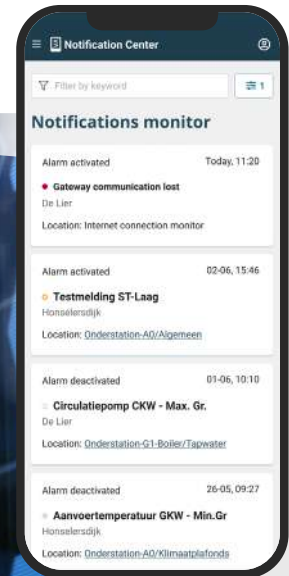 Notification Center
Filter by keyword
1
Notifications monitor
Alarm activated Today, 11:20
Gateway communication lost
De Lier
Location: Internet connection monitor
Alarm activated 02-06, 15:46
Testmelding ST-Laag
Honselersdijk
Location: Onderstation-A0/Algemeen
Alarm deactivated 01-06, 10:10
Circulatiepomp CKW - Max. Gr.
De Lier
Location: Onderstation-G1-Boiler/Tapwater
Alarm deactivated 26-05, 09:27
Aanvoertemperatuur GKW - Min.Gr
Honselersdijk
Location: Onderstation-A0/Klimaatplafonds